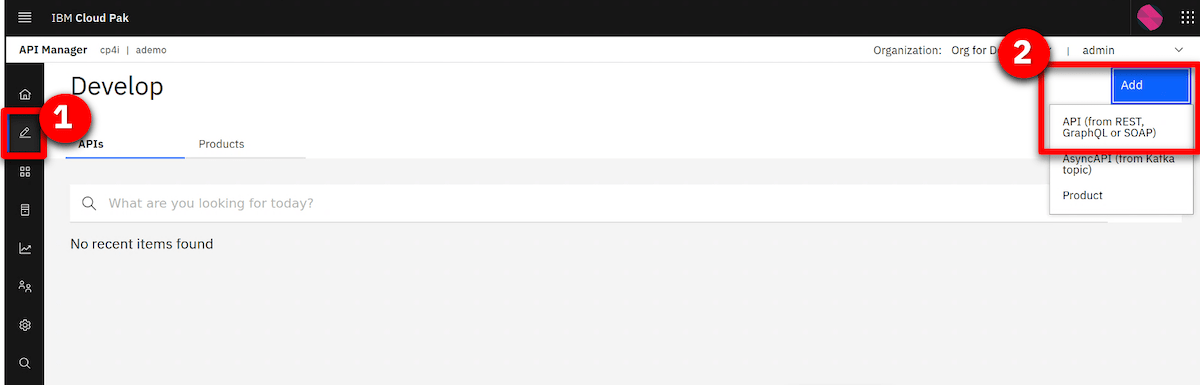 IBM Cloud Pak
API Manager cp4i | ademo
Organization: Org for D | admin
2
Develop
Add
1
API (from REST,
GraphQL or SOAP)
APIs Products
AsyncAPI (from Kafka
topic)
Product
What are you looking for today?
No recent items found